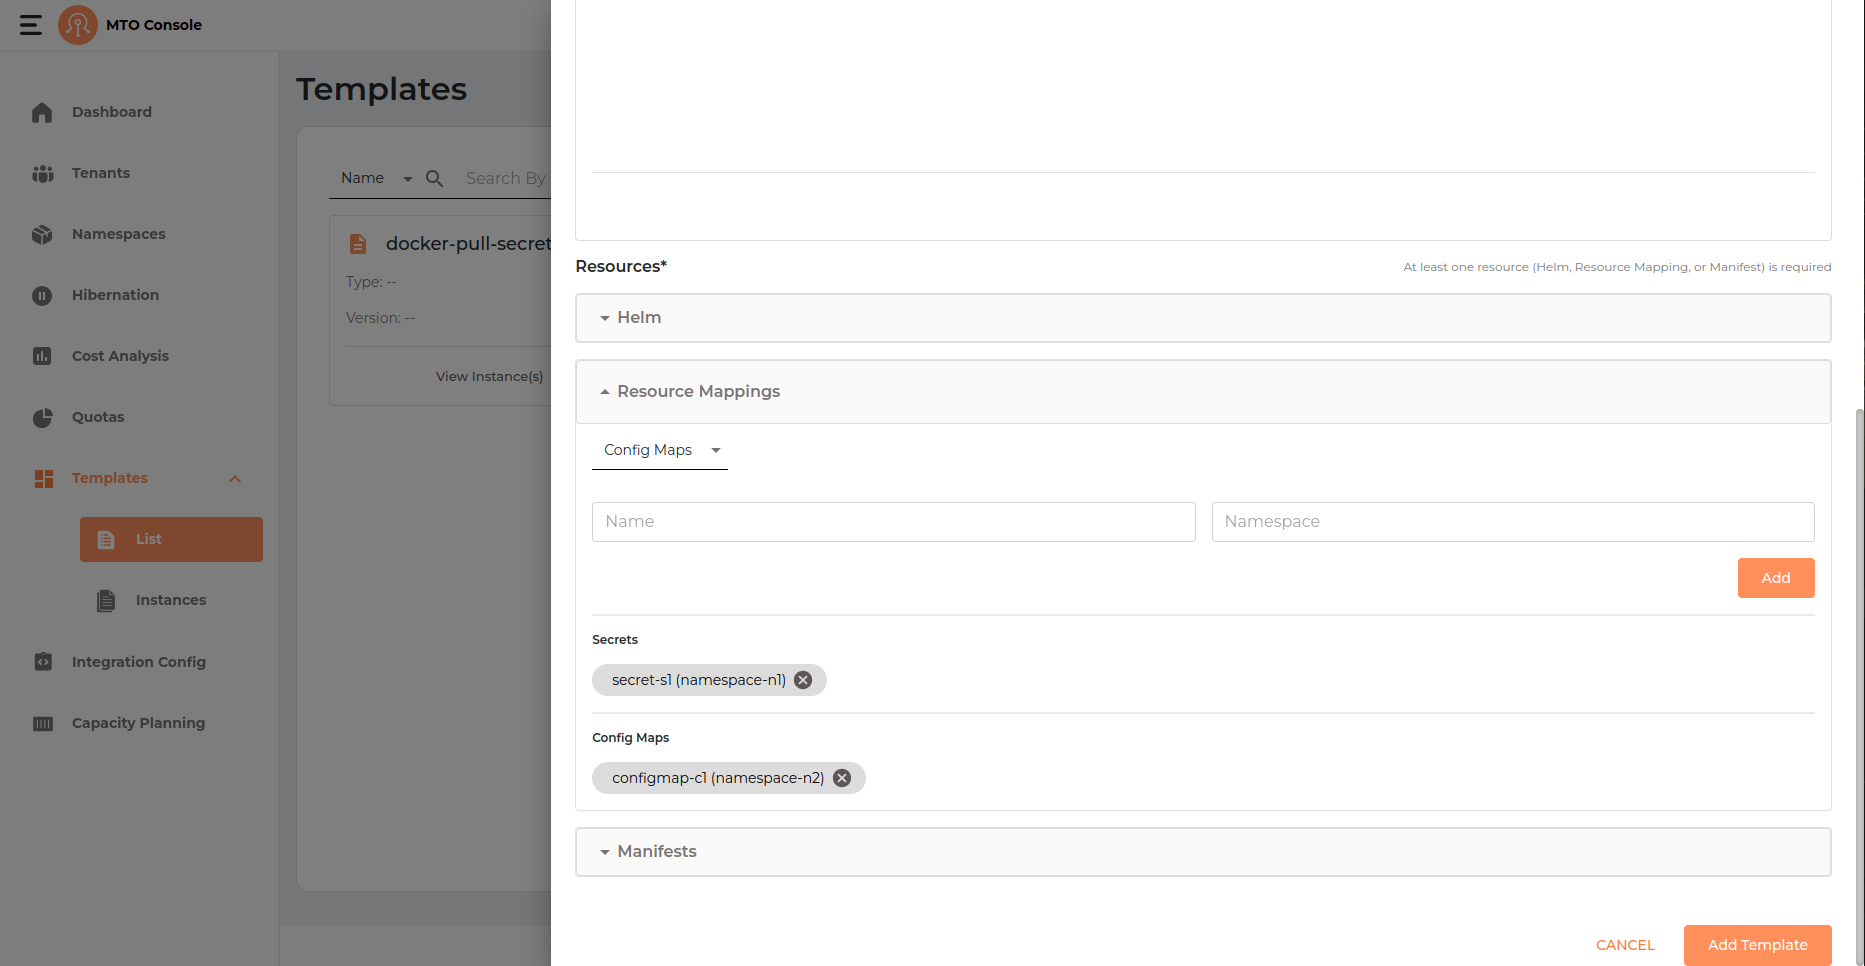 MTO Console
Dashboard
Tenants
Namespaces
Hibernation
Cost Analysis
Quotas
Templates
List
Instances
Integration Config
Capacity Planning
Templates
Name
Search By
docker-pull-secret
Type: --
Version: --
View Instance(s)
Resources*
At least one resource (Helm, Resource Mapping, or Manifest) is required
Helm
Resource Mappings
Config Maps
Name
Namespace
Add
Secrets
secret-s1 (namespace-n1)
Config Maps
configmap-c1 (namespace-n2)
Manifests
CANCEL
Add Template